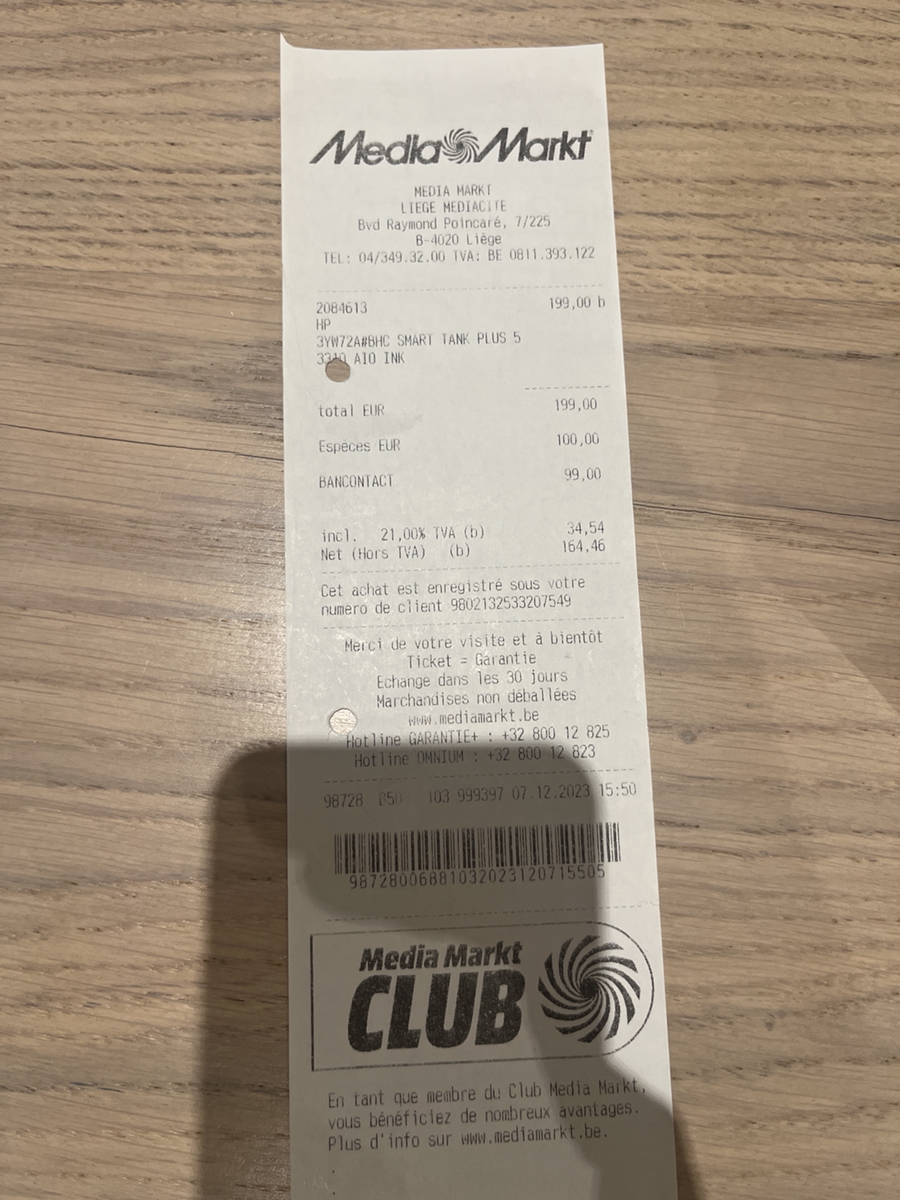 Media Markt
MEDIA MARKT
LIEGE MEDIACITE
Bvd Raymond Poincaré, 7/225
B-4020 Liège
TEL: 04/349.32.00 TVA: BE 0811.393.122
2084613 199,00 b
HP
3YW72A#BHC SMART TANK PLUS 5
AIO INK
total EUR 199,00
Espèces EUR 100,00
BANCONTACT 99,00
incl. 21,00% TVA (b) 34,54
Net (Hors TVA) (b) 164,46
Cet achat est enregistré sous votre
numéro de client 9802132533207549
Merci de votre visite et à bientôt
Ticket = Garantie
Echange dans les 30 jours
Marchandises non déballées
www.mediamarkt.be
Hotline GARANTIE+ : +32 800 12 825
Hotline OMNIUM : +32 800 12 823
98728 103 999397 07.12.2023 15:50
98728006881032023120715505
Media Markt
CLUB
En tant que membre du Club Media Markt,
vous bénéficiez de nombreux avantages.
Plus d'info sur www.mediamarkt.be.